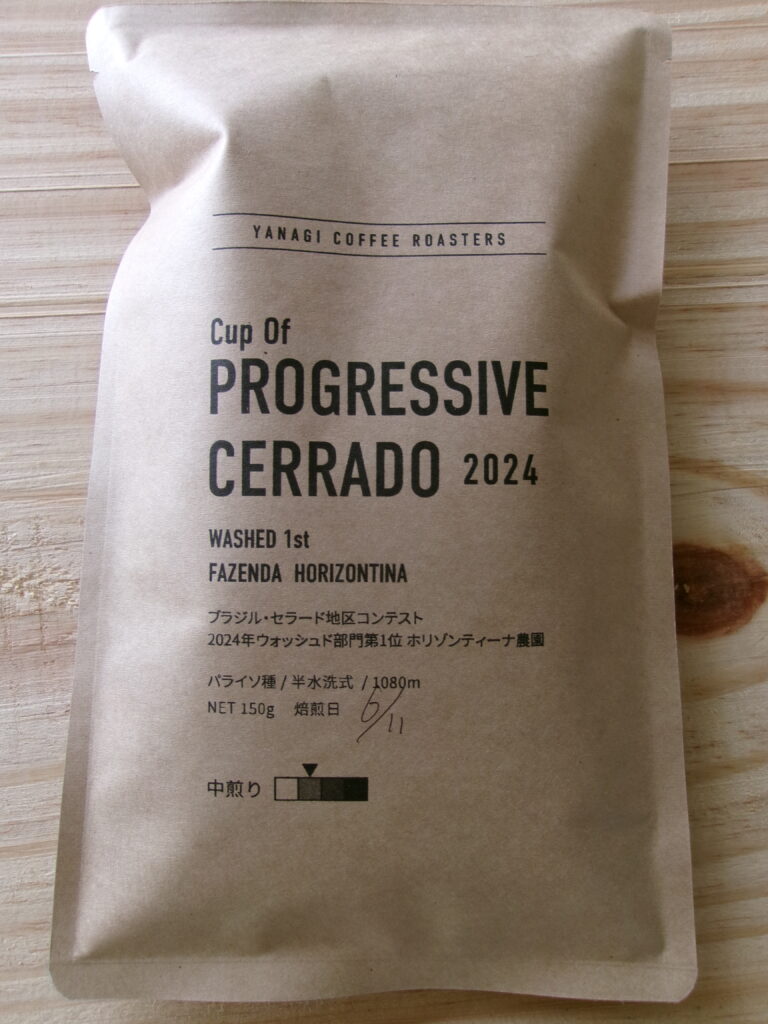 YANAGI COFFEE ROASTERS
Cup Of
PROGRESSIVE
CERRADO 2024
WASHED 1st
FAZENDA HORIZONTINA
ブラジル・セラード地区コンテスト
2024年ウォッシュド部門第1位 ホリゾンティーナ農園
パライソ種 / 半水洗式 / 1080m
NET 150g 焙煎日 6/11
中煎り